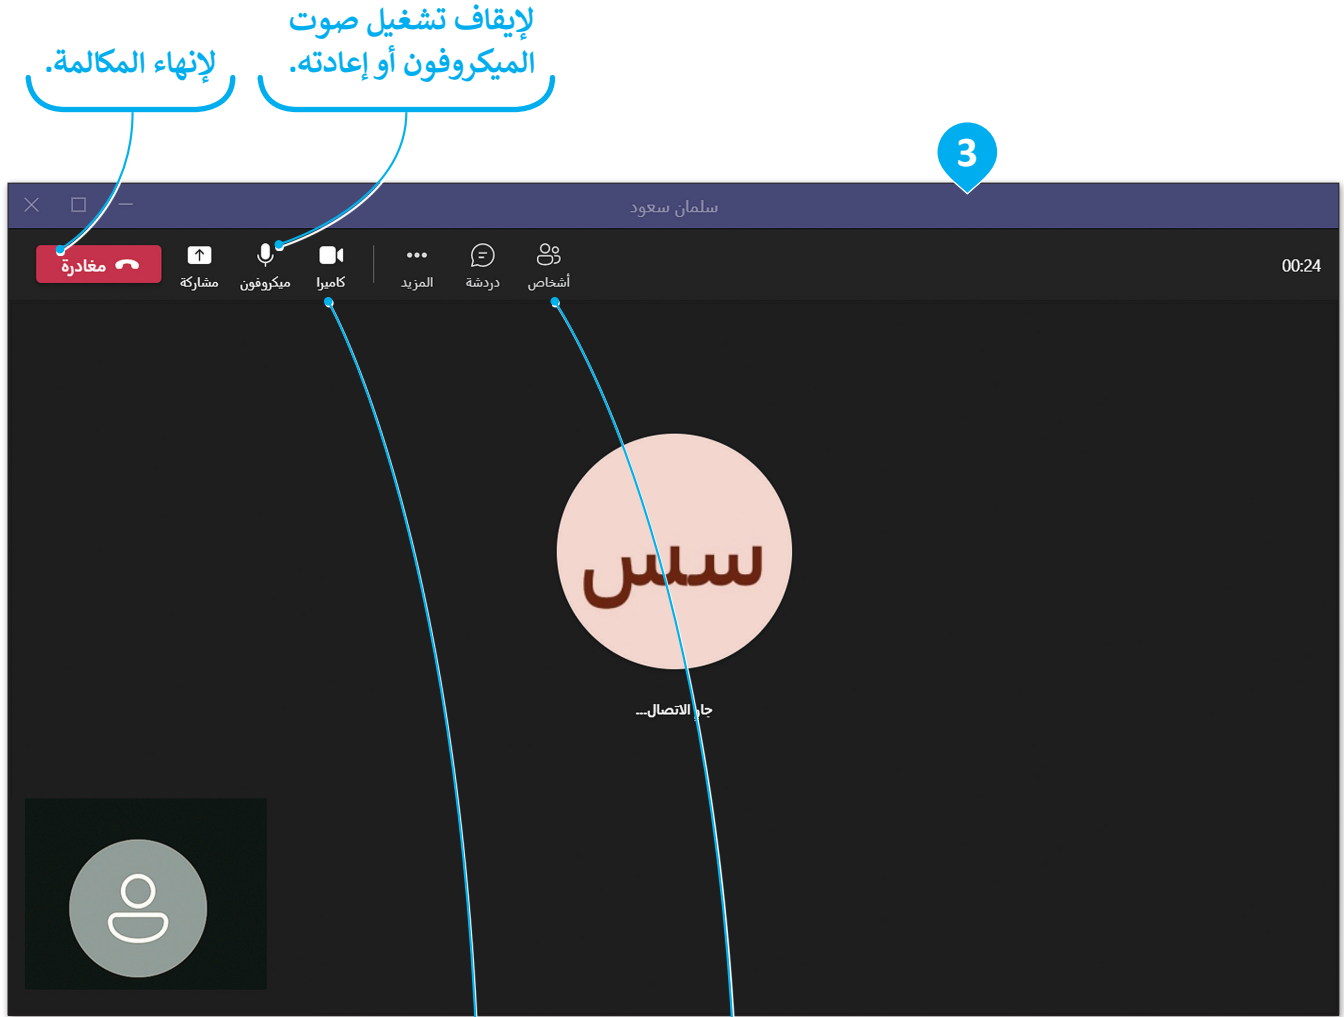 لإيقاف تشغيل صوت
الميكروفون أو إعادته.
لإنهاء المكالمة.
3
سلمان سعود
00:24
أشخاص
دردشة
المزيد
كاميرا
ميكروفون
مشاركة
مغادرة
سس
جارٍ الاتصال...